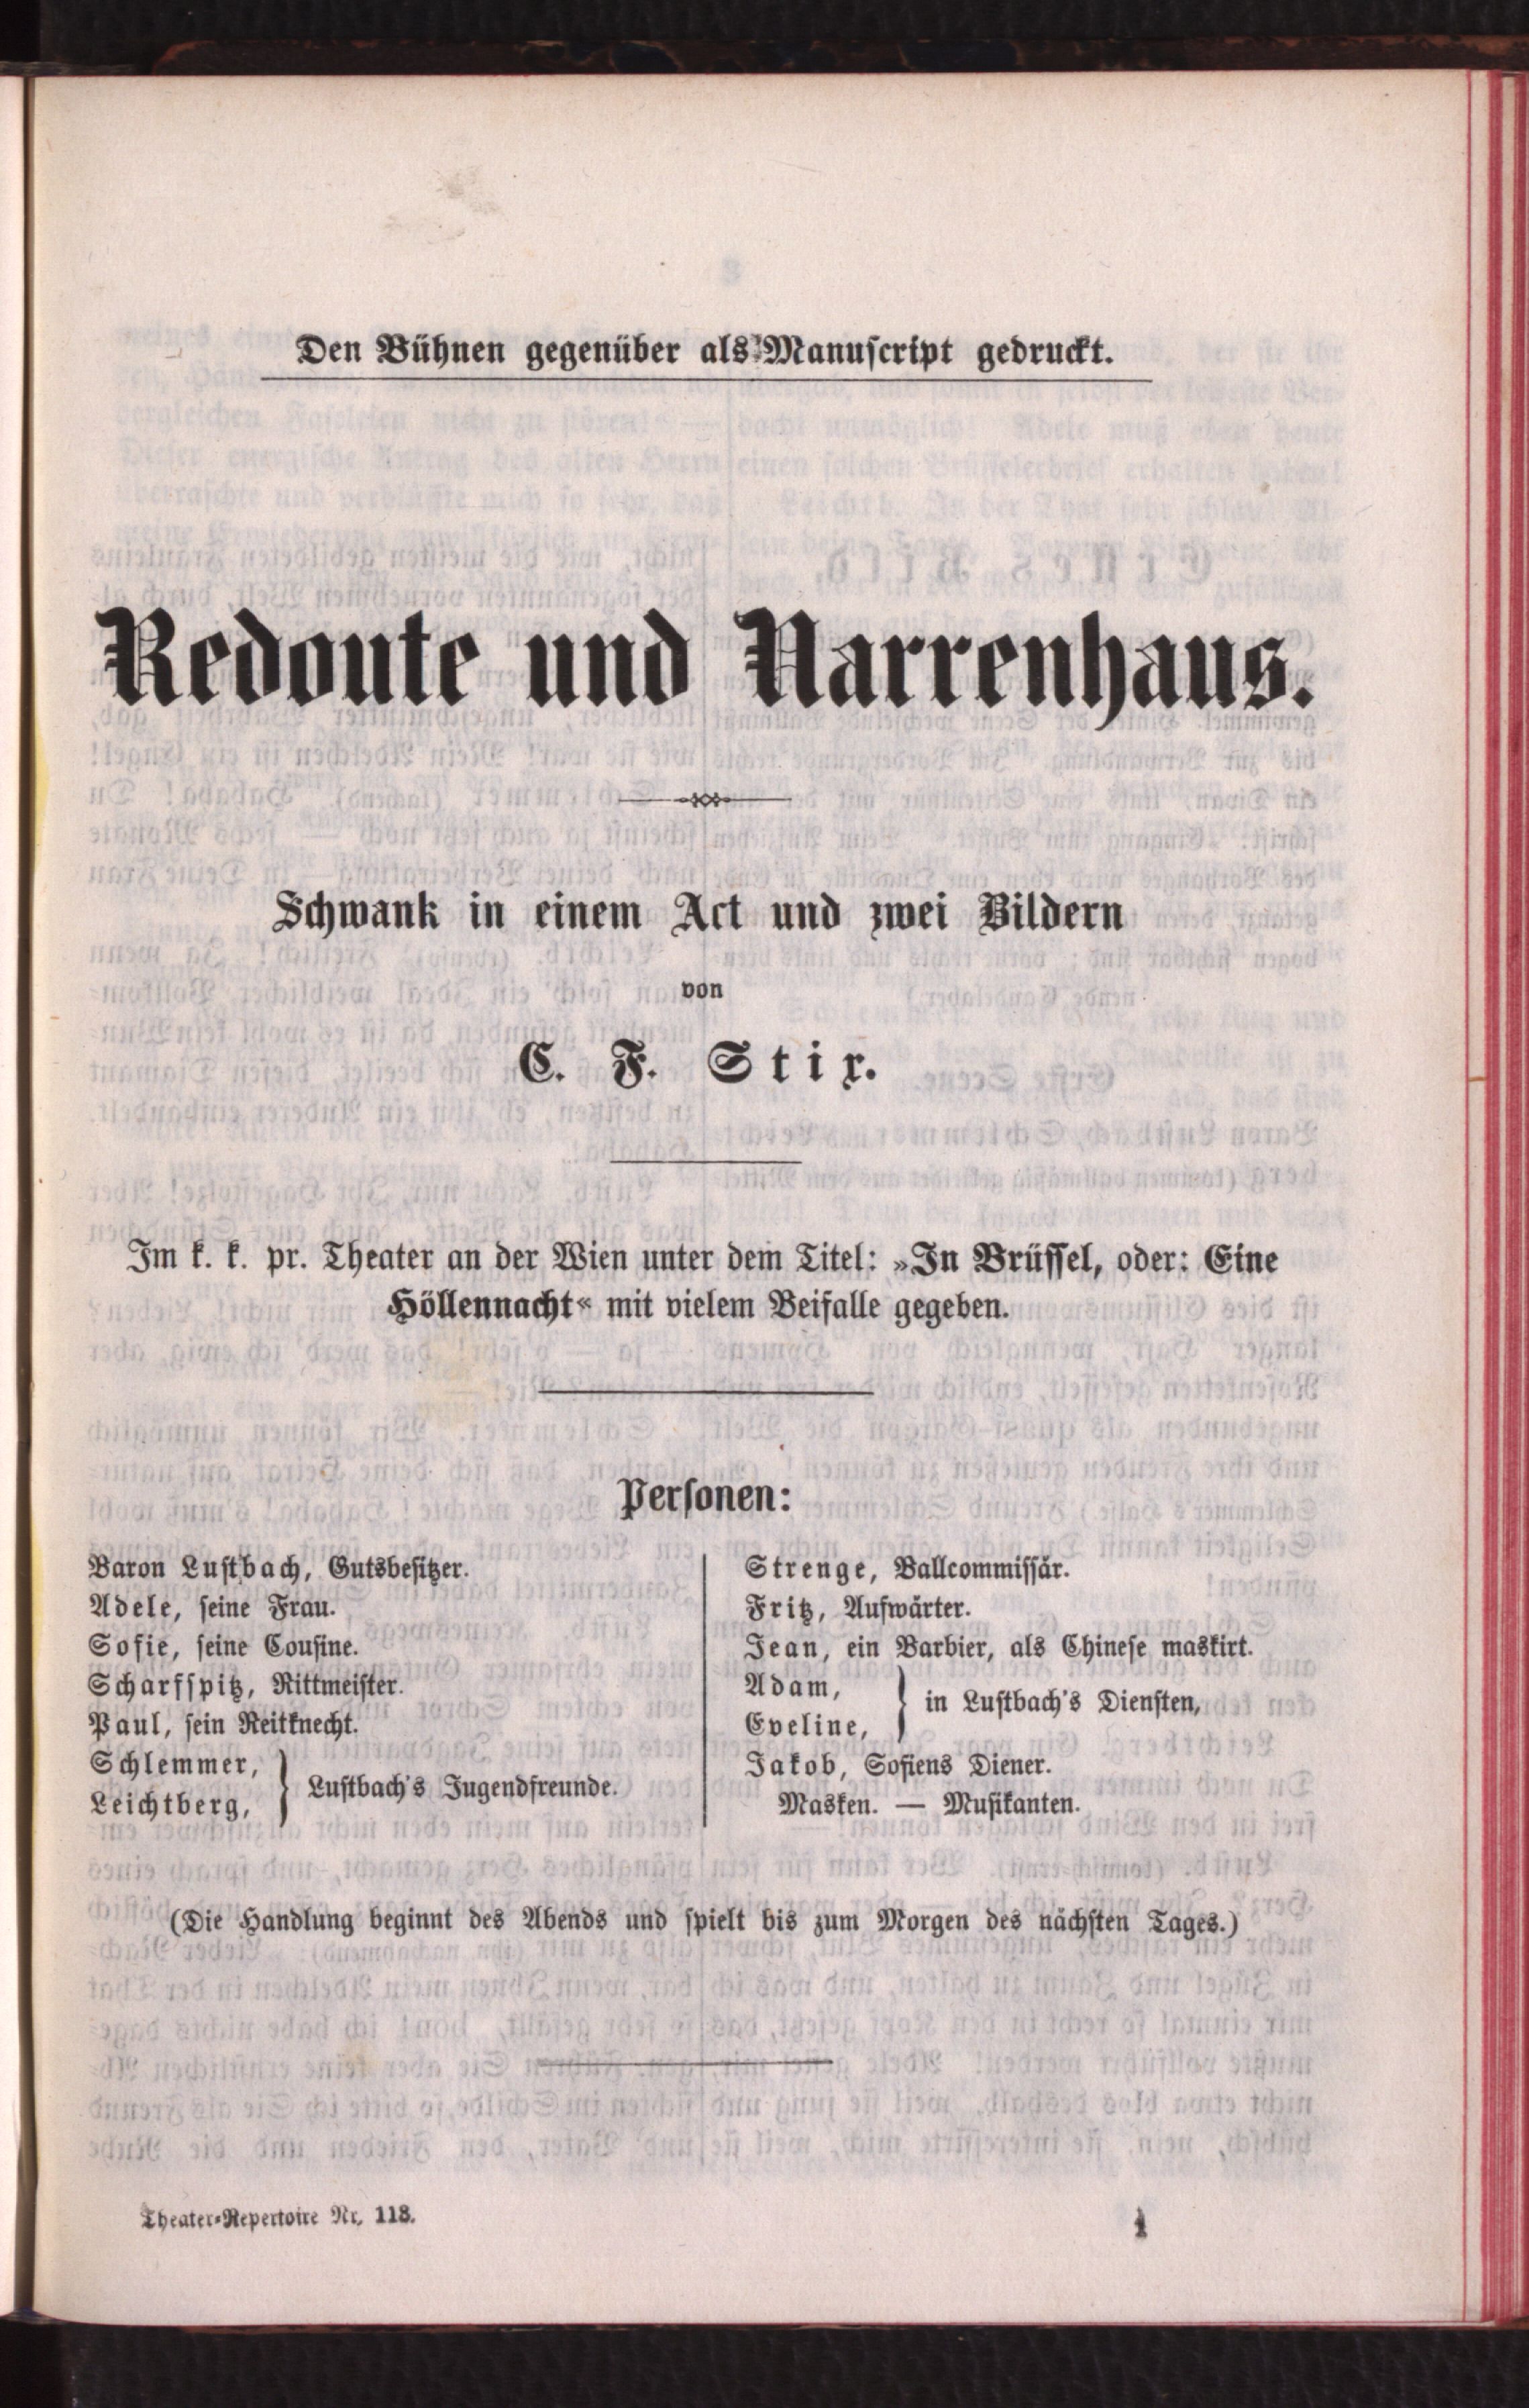 Den Bühnen gegenüber als Manuscript gedruckt.
Redoute und Narrenhaus.
Schwank in einem Act und zwei Bildern
von
C. F. Stix.
Im k. k. pr. Theater an der Wien unter dem Titel: »In Brüssel, oder: Eine
Höllennacht« mit vielem Beifalle gegeben.
Personen:
Baron Lustbach, Gutsbesitzer.
Adele, seine Frau.
Sofie, seine Cousine.
Scharfspitz, Rittmeister.
Paul, sein Reitknecht.
Schlemmer,
Leichtberg,
Lustbach's Jugendfreunde.
Strenge, Ballcommissär.
Fritz, Aufwärter.
Jean, ein Barbier, als Chinese maskirt.
Adam,
Eveline,
in Lustbach's Diensten,
Jakob, Sofiens Diener.
Masken. — Musikanten.
(Die Handlung beginnt des Abends und spielt bis zum Morgen des nächsten Tages.)
Theater-Repertoire Nr. 118.
1